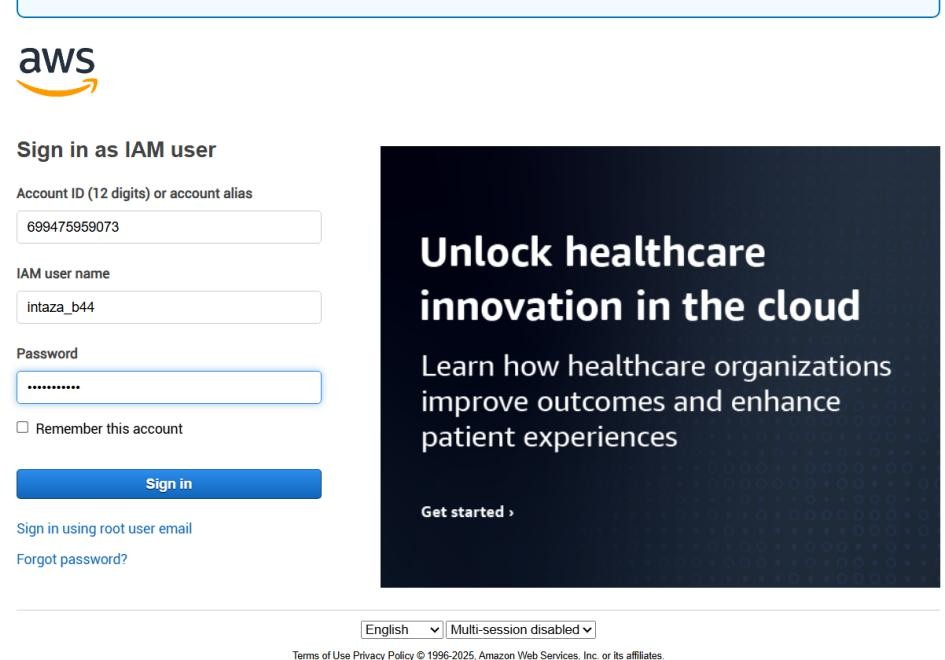 aws
Sign in as IAM user
Account ID (12 digits) or account alias
699475959073
IAM user name
intaza_b44
Password
•••••••••••
Remember this account
Sign in
Sign in using root user email
Forgot password?
Unlock healthcare
innovation in the cloud
Learn how healthcare organizations
improve outcomes and enhance
patient experiences
Get started ›
English Multi-session disabled
Terms of Use Privacy Policy © 1996-2025, Amazon Web Services, Inc. or its affiliates.